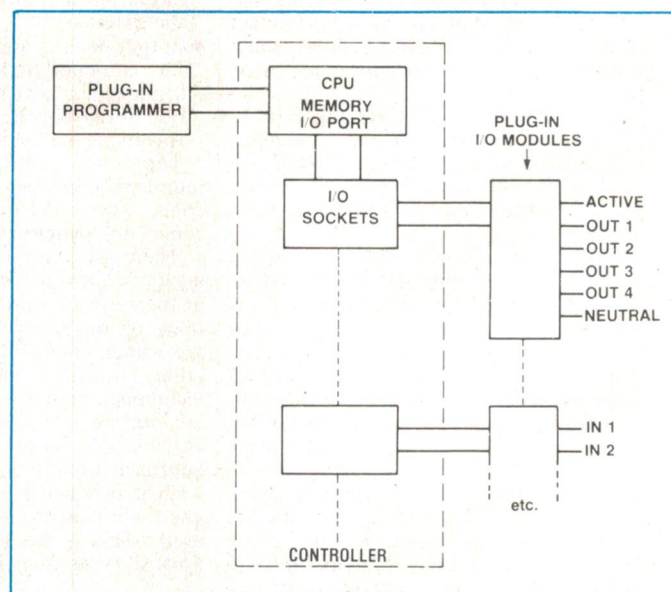 PLUG-IN
PROGRAMMER
CPU
MEMORY
I/O PORT
PLUG-IN
I/O MODULES
I/O
SOCKETS
ACTIVE
OUT 1
OUT 2
OUT 3
OUT 4
NEUTRAL
IN 1
IN 2
etc.
CONTROLLER